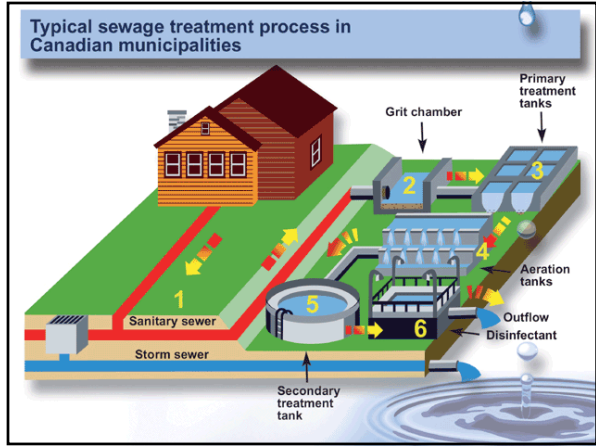 Typical sewage treatment process in
Canadian municipalities
Primary
treatment
tanks
Grit chamber
2
3
4
Aeration
tanks
1
5
6
Outflow
Disinfectant
Sanitary sewer
Storm sewer
Secondary
treatment
tank